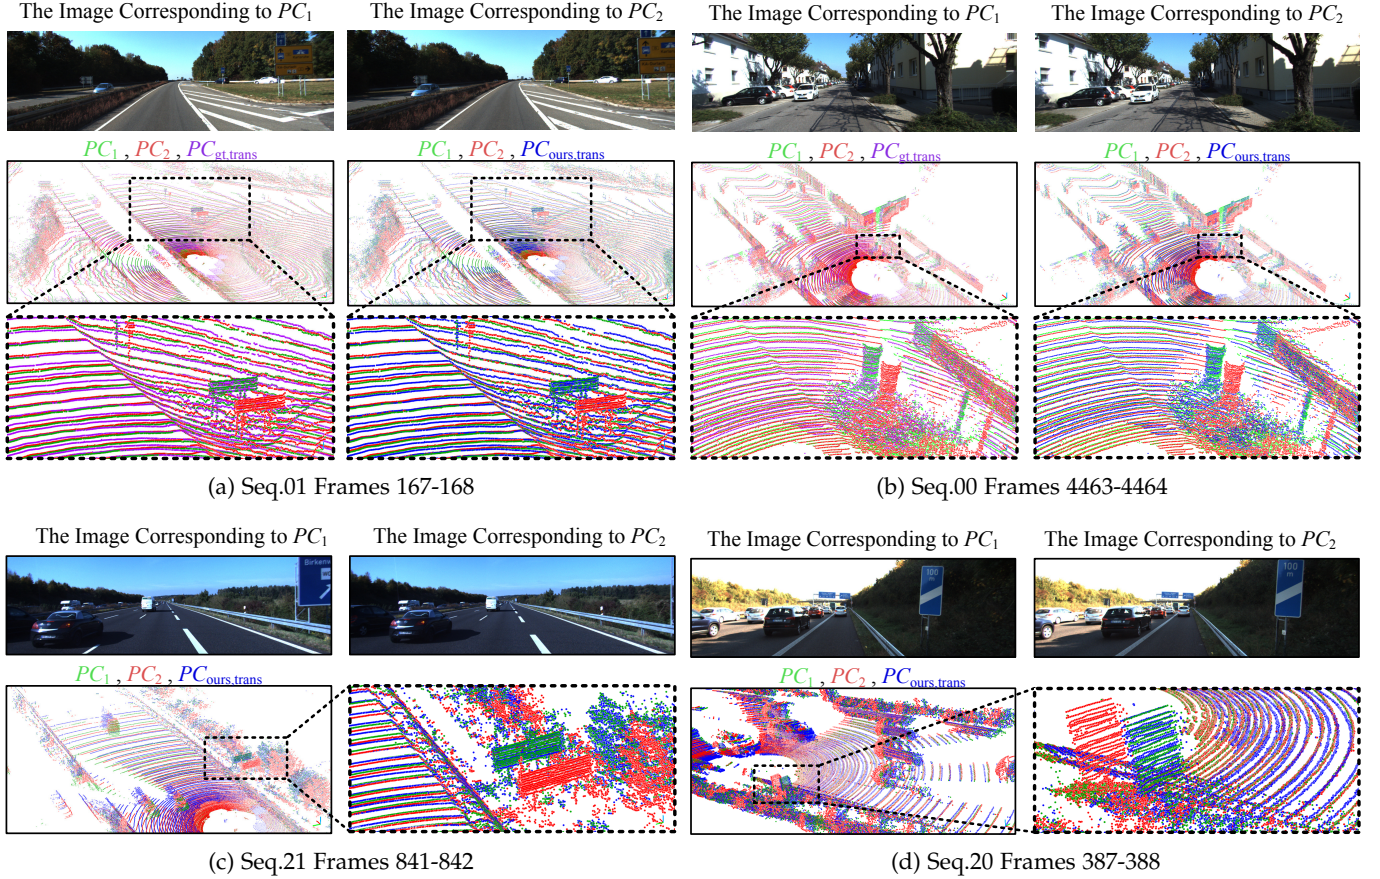 The Image Corresponding to PC1
The Image Corresponding to PC2
The Image Corresponding to PC1
The Image Corresponding to PC2
PC1 , PC2 , PCgt,trans
PC1 , PC2 , PCours,trans
PC1 , PC2 , PCgt,trans
PC1 , PC2 , PCours,trans
(a) Seq.01 Frames 167-168
(b) Seq.00 Frames 4463-4464
The Image Corresponding to PC1
The Image Corresponding to PC2
The Image Corresponding to PC1
The Image Corresponding to PC2
100
m
100
m
PC1 , PC2 , PCours,trans
PC1 , PC2 , PCours,trans
(c) Seq.21 Frames 841-842
(d) Seq.20 Frames 387-388